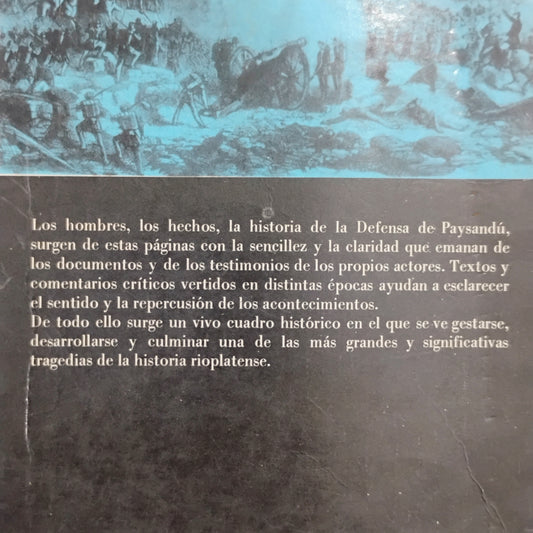 Los hombres, los hechos, la historia de la Defensa de Paysandú,
surgen de estas páginas con la sencillez y la claridad que emanan de
los documentos y de los testimonios de los propios actores. Textos y
comentarios críticos vertidos en distintas épocas ayudan a esclarecer
el sentido y la repercusión de los acontecimientos.
De todo ello surge un vivo cuadro histórico en el que se ve gestarse,
desarrollarse y culminar una de las más grandes y significativas
tragedias de la historia rioplatense.